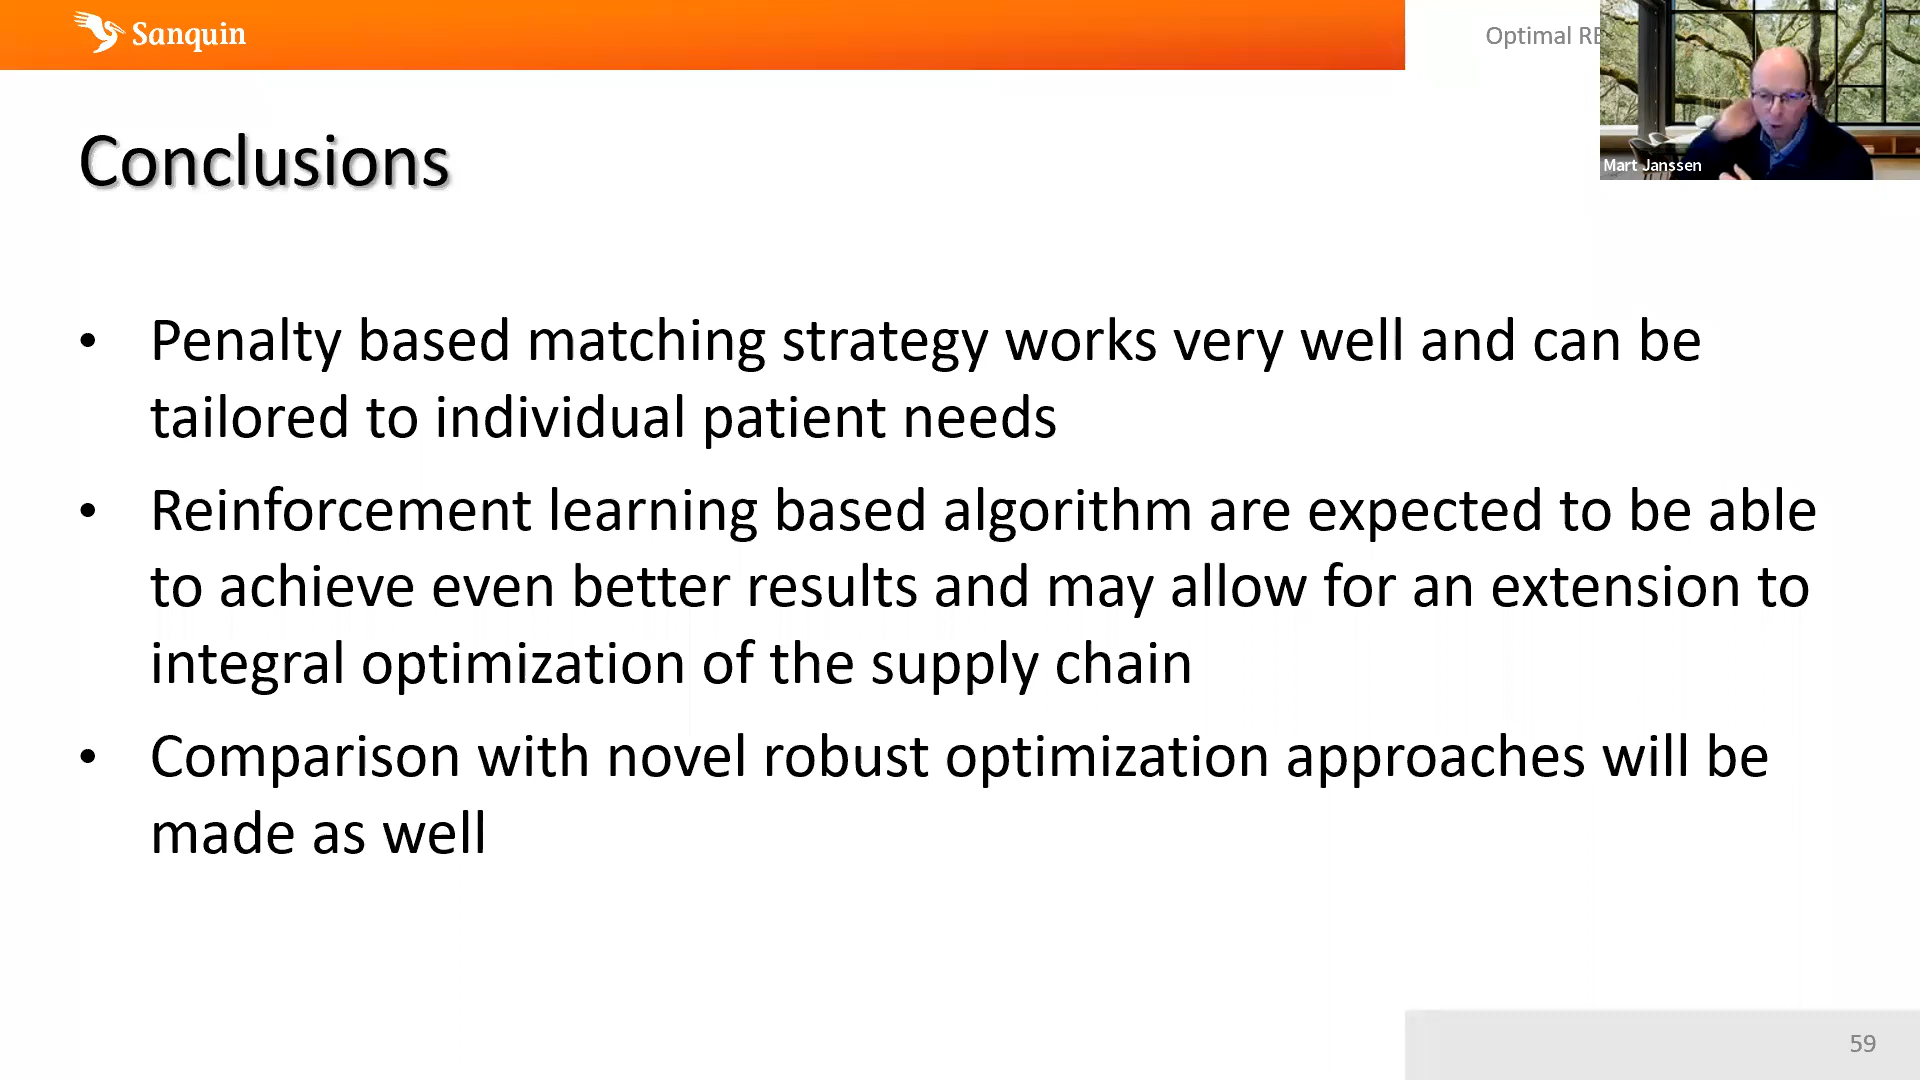 Sanquin
Optimal
Mart Janssen
Conclusions
• Penalty based matching strategy works very well and can be
tailored to individual patient needs
• Reinforcement learning based algorithm are expected to be able
to achieve even better results and may allow for an extension to
integral optimization of the supply chain
• Comparison with novel robust optimization approaches will be
made as well
59